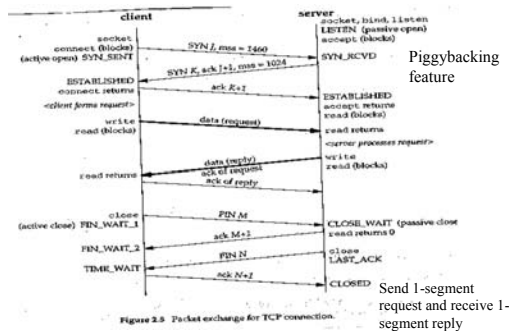 client
server
socket, bind, listen
LISTEN (passive open)
accept (blocks)
socket
connect (blocks)
(active open) SYN_SENT
SYN J, mss = 1460
SYN_RCVD
Piggybacking
feature
SYN K, ack J+1, mss = 1024
ESTABLISHED
connect returns
ack K+1
<client forms request>
ESTABLISHED
accept returns
read (blocks)
write
read (blocks)
data (request)
read returns
<server processes request>
write
read (blocks)
data (reply)
ack of request
read returns
ack of reply
close
(active close) FIN_WAIT_1
FIN M
CLOSE_WAIT (passive close
read returns 0
ack M+1
FIN_WAIT_2
close
LAST_ACK
FIN N
TIME_WAIT
ack N+1
CLOSED
Send 1-segment
request and receive 1-
segment reply
Figure 2.5 Packet exchange for TCP connection.